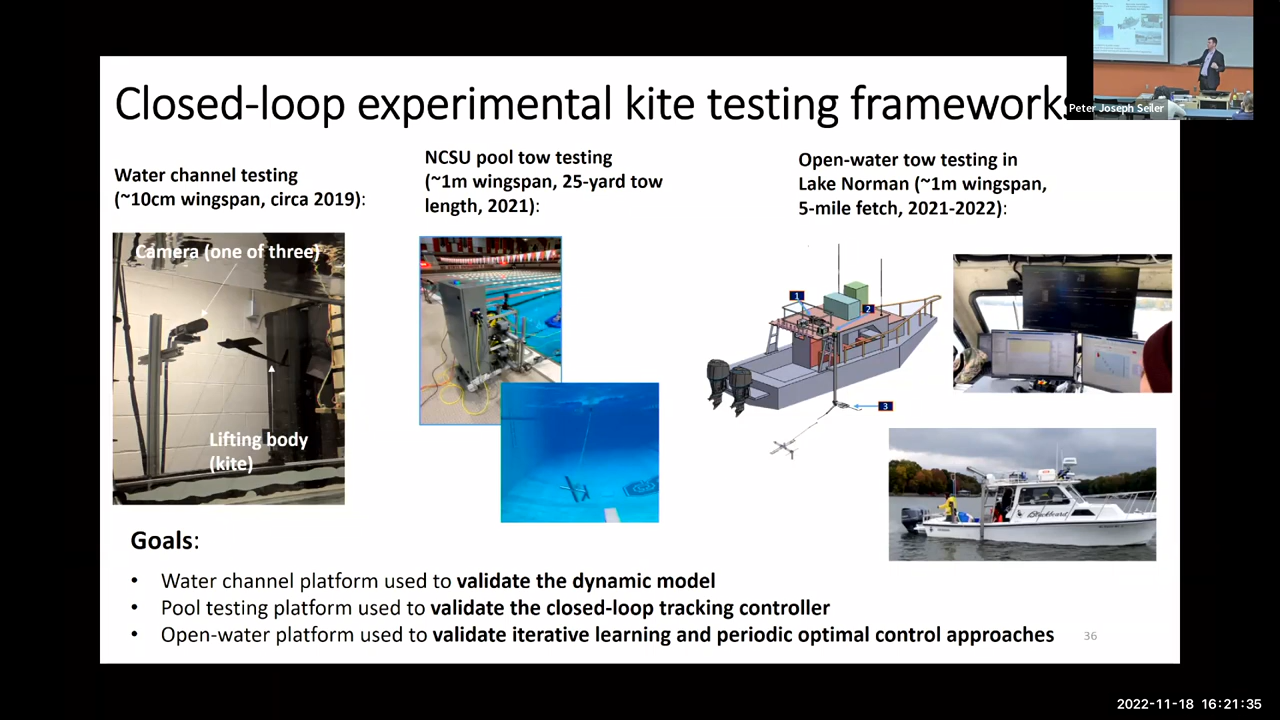 Closed-loop experimental kite testing frameworks
Peter Joseph Seiler
Water channel testing
(~10cm wingspan, circa 2019):
NCSU pool tow testing
(~1m wingspan, 25-yard tow
length, 2021):
Open-water tow testing in
Lake Norman (~1m wingspan,
5-mile fetch, 2021-2022):
Camera (one of three)
Lifting body
(kite)
1
2
3
Goals:
• Water channel platform used to validate the dynamic model
• Pool testing platform used to validate the closed-loop tracking controller
• Open-water platform used to validate iterative learning and periodic optimal control approaches
36
2022-11-18 16:21:35